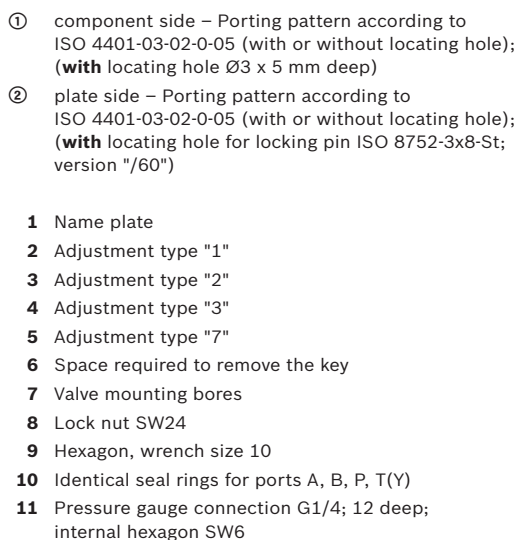 ① component side – Porting pattern according to
ISO 4401-03-02-0-05 (with or without locating hole);
(with locating hole Ø3 x 5 mm deep)
② plate side – Porting pattern according to
ISO 4401-03-02-0-05 (with or without locating hole);
(with locating hole for locking pin ISO 8752-3x8-St;
version "/60")
1 Name plate
2 Adjustment type "1"
3 Adjustment type "2"
4 Adjustment type "3"
5 Adjustment type "7"
6 Space required to remove the key
7 Valve mounting bores
8 Lock nut SW24
9 Hexagon, wrench size 10
10 Identical seal rings for ports A, B, P, T(Y)
11 Pressure gauge connection G1/4; 12 deep;
internal hexagon SW6